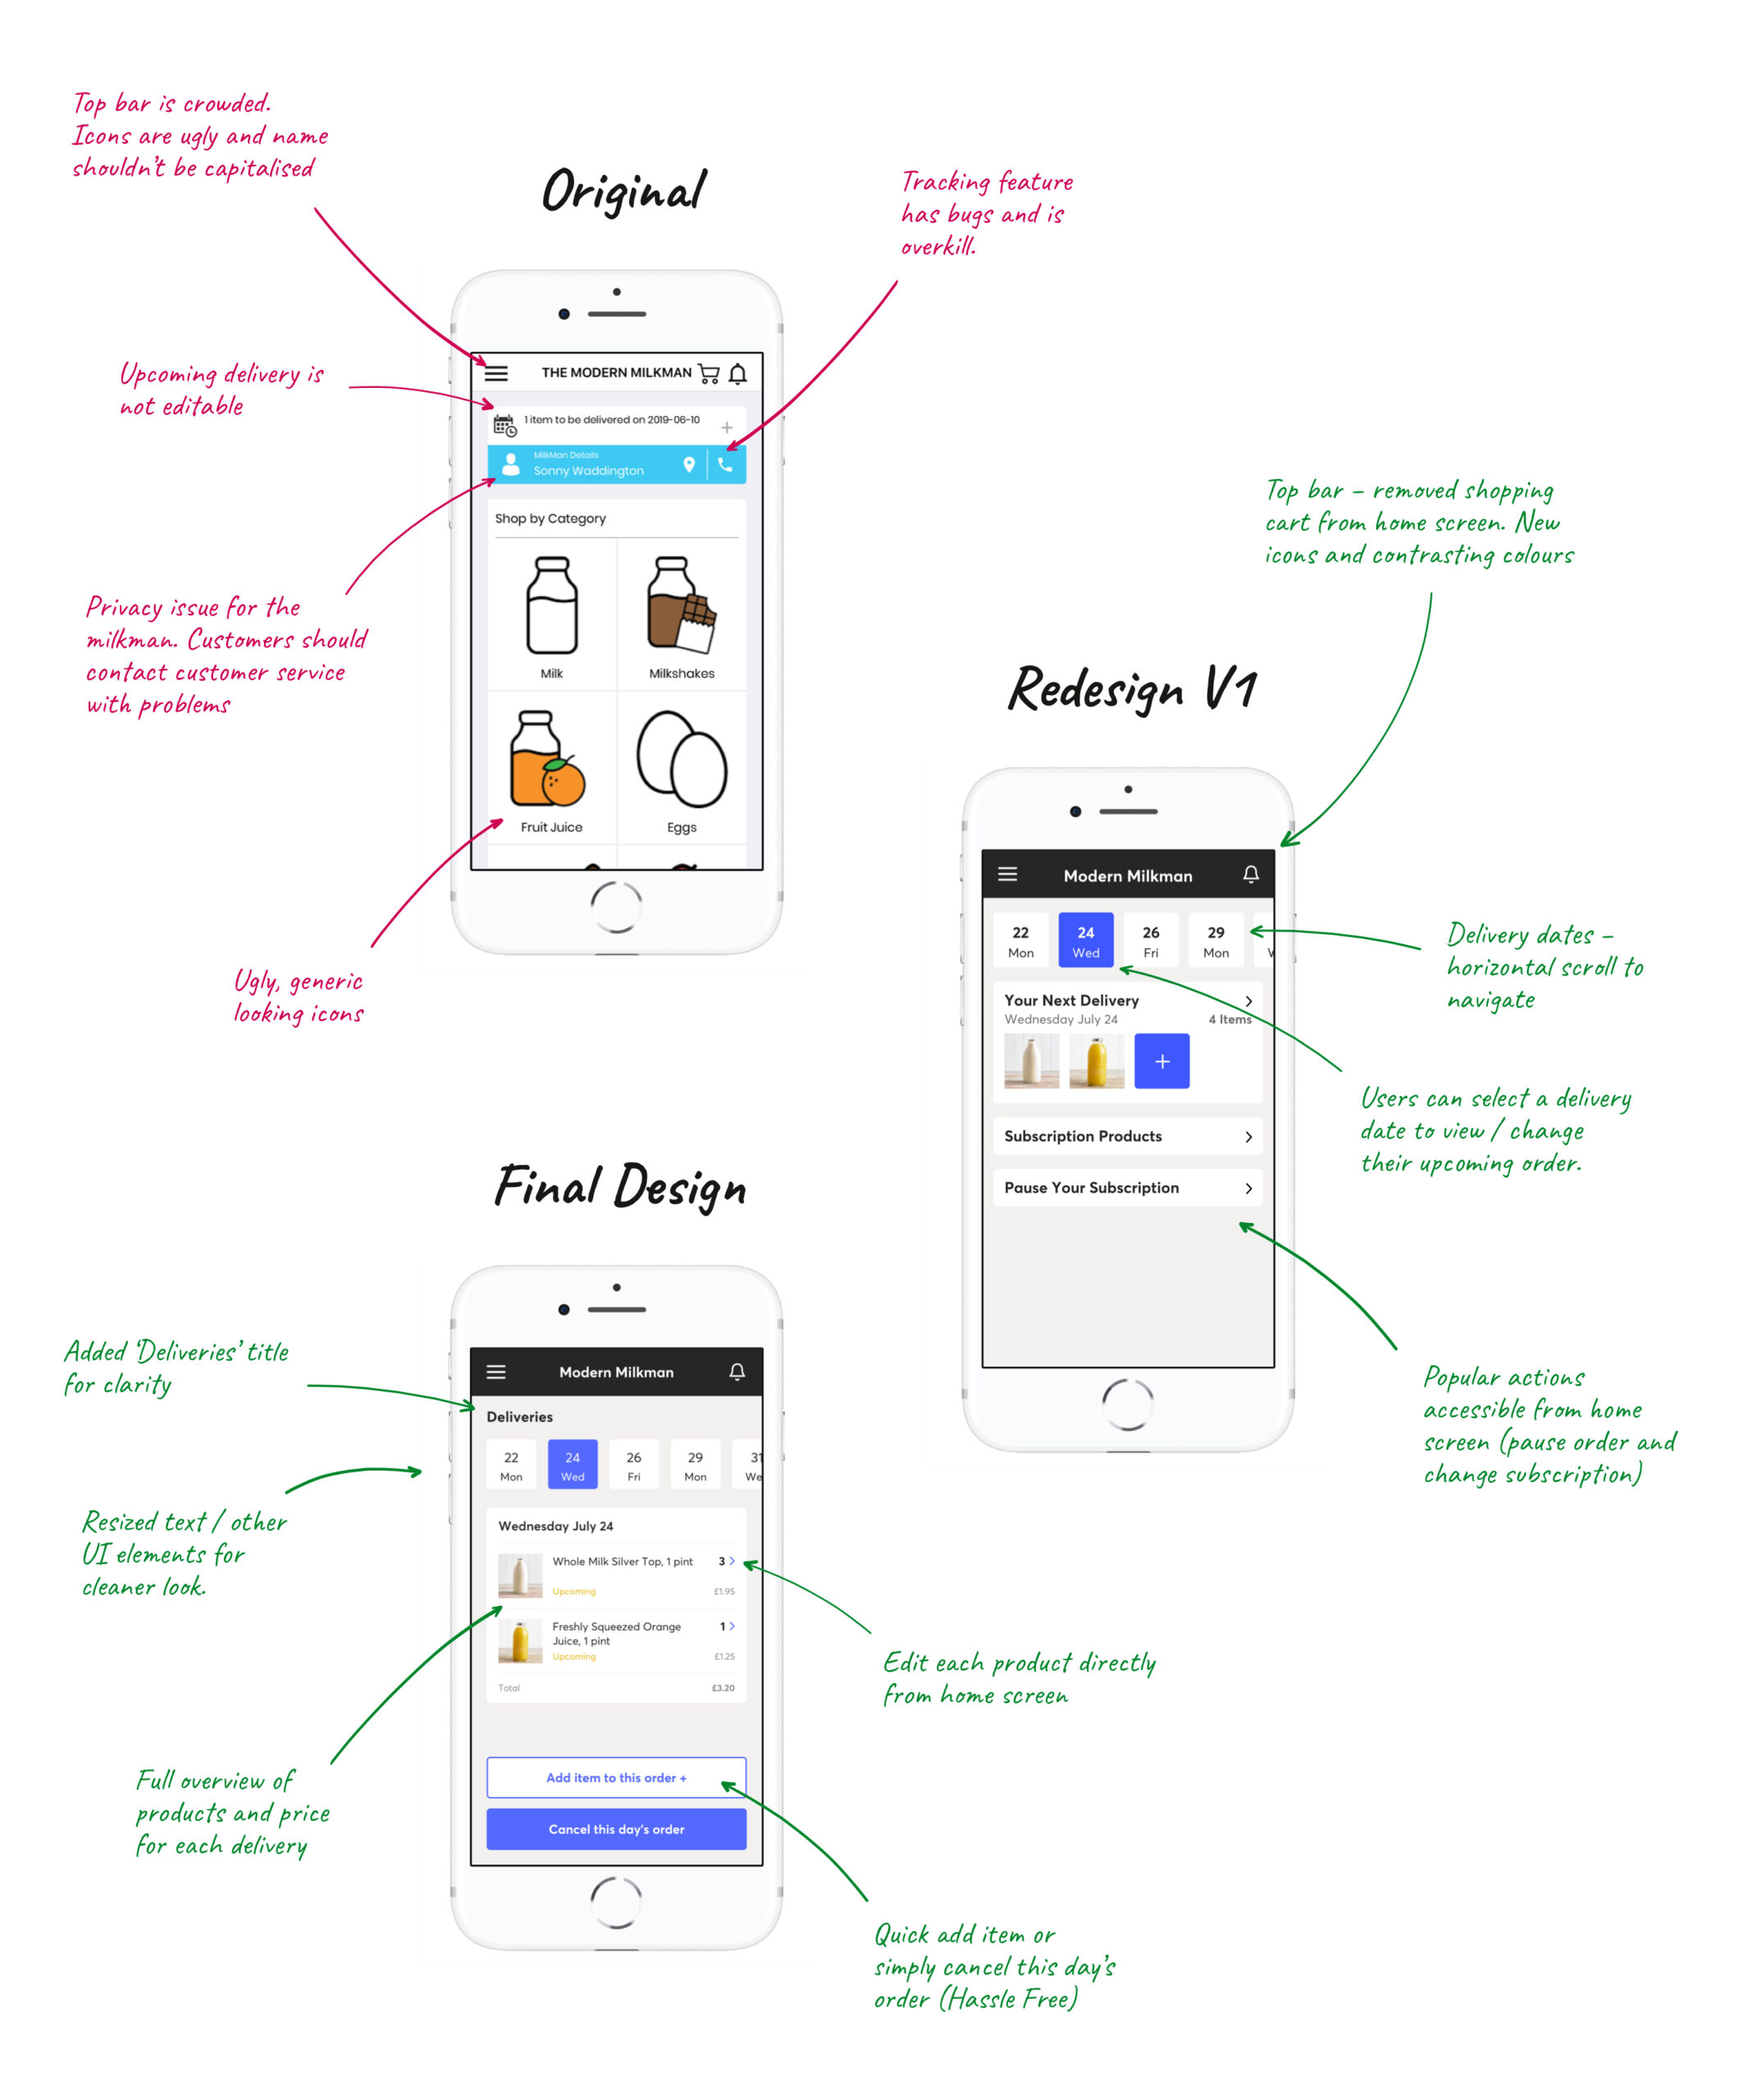 Top bar is crowded.
Icons are ugly and name
shouldn't be capitalised
Original
Tracking feature
has bugs and is
overkill.
Upcoming delivery is
not editable
THE MODERN MILKMAN
1 item to be delivered on 2019-06-10
+
MilkMan Details
Sonny Waddington
Shop by Category
Milk
Milkshakes
Fruit Juice
Eggs
Privacy issue for the
milkman. Customers should
contact customer service
with problems
Ugly, generic
looking icons
Top bar – removed shopping
cart from home screen. New
icons and contrasting colours
Redesign V1
Modern Milkman
22 24 26 29
Mon Wed Fri Mon W
Your Next Delivery
Wednesday July 24 4 Items
+
Subscription Products
Pause Your Subscription
Delivery dates –
horizontal scroll to
navigate
Users can select a delivery
date to view / change
their upcoming order.
Popular actions
accessible from home
screen (pause order and
change subscription)
Final Design
Added 'Deliveries' title
for clarity
Resized text / other
UI elements for
cleaner look.
Modern Milkman
Deliveries
22 24 26 29 31
Mon Wed Fri Mon We
Wednesday July 24
Whole Milk Silver Top, 1 pint 3
Upcoming £1.95
Freshly Squeezed Orange 1
Juice, 1 pint
Upcoming £1.25
Total £3.20
Add item to this order +
Cancel this day's order
Edit each product directly
from home screen
Full overview of
products and price
for each delivery
Quick add item or
simply cancel this day's
order (Hassle Free)